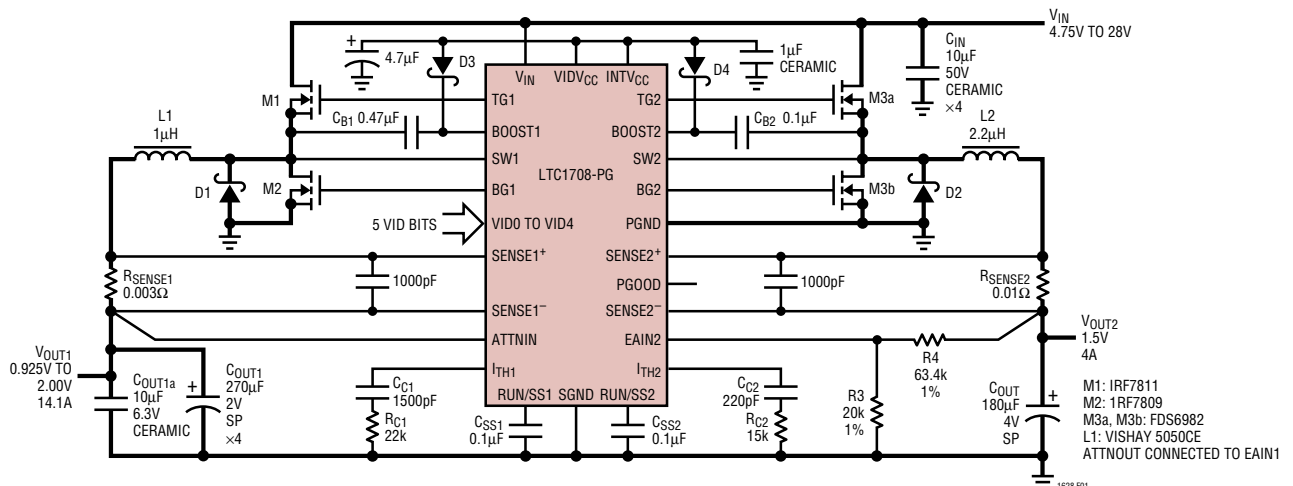 VIN
4.75V TO 28V
4.7µF
D3
D4
1µF
CERAMIC
CIN
10µF
50V
CERAMIC
×4
VIN
VIDVCC
INTVCC
M1
TG1
TG2
M3a
L1
1µH
CB1 0.47µF
BOOST1
BOOST2
CB2 0.1µF
L2
2.2µH
SW1
SW2
LTC1708-PG
D1
M2
BG1
BG2
M3b
D2
5 VID BITS
VID0 TO VID4
PGND
SENSE1+
SENSE2+
RSENSE1
0.003Ω
1000pF
PGOOD
1000pF
RSENSE2
0.01Ω
SENSE1–
SENSE2–
ATTNIN
EAIN2
VOUT1
0.925V TO
2.00V
14.1A
R4
63.4k
1%
VOUT2
1.5V
4A
ITH1
ITH2
COUT1a
10µF
6.3V
CERAMIC
COUT1
270µF
2V
SP
×4
CC1
1500pF
RC1
22k
RUN/SS1
SGND
RUN/SS2
CSS1
0.1µF
CSS2
0.1µF
CC2
220pF
RC2
15k
R3
20k
1%
COUT
180µF
4V
SP
M1: IRF7811
M2: 1RF7809
M3a, M3b: FDS6982
L1: VISHAY 5050CE
ATTNOUT CONNECTED TO EAIN1
1628 F01